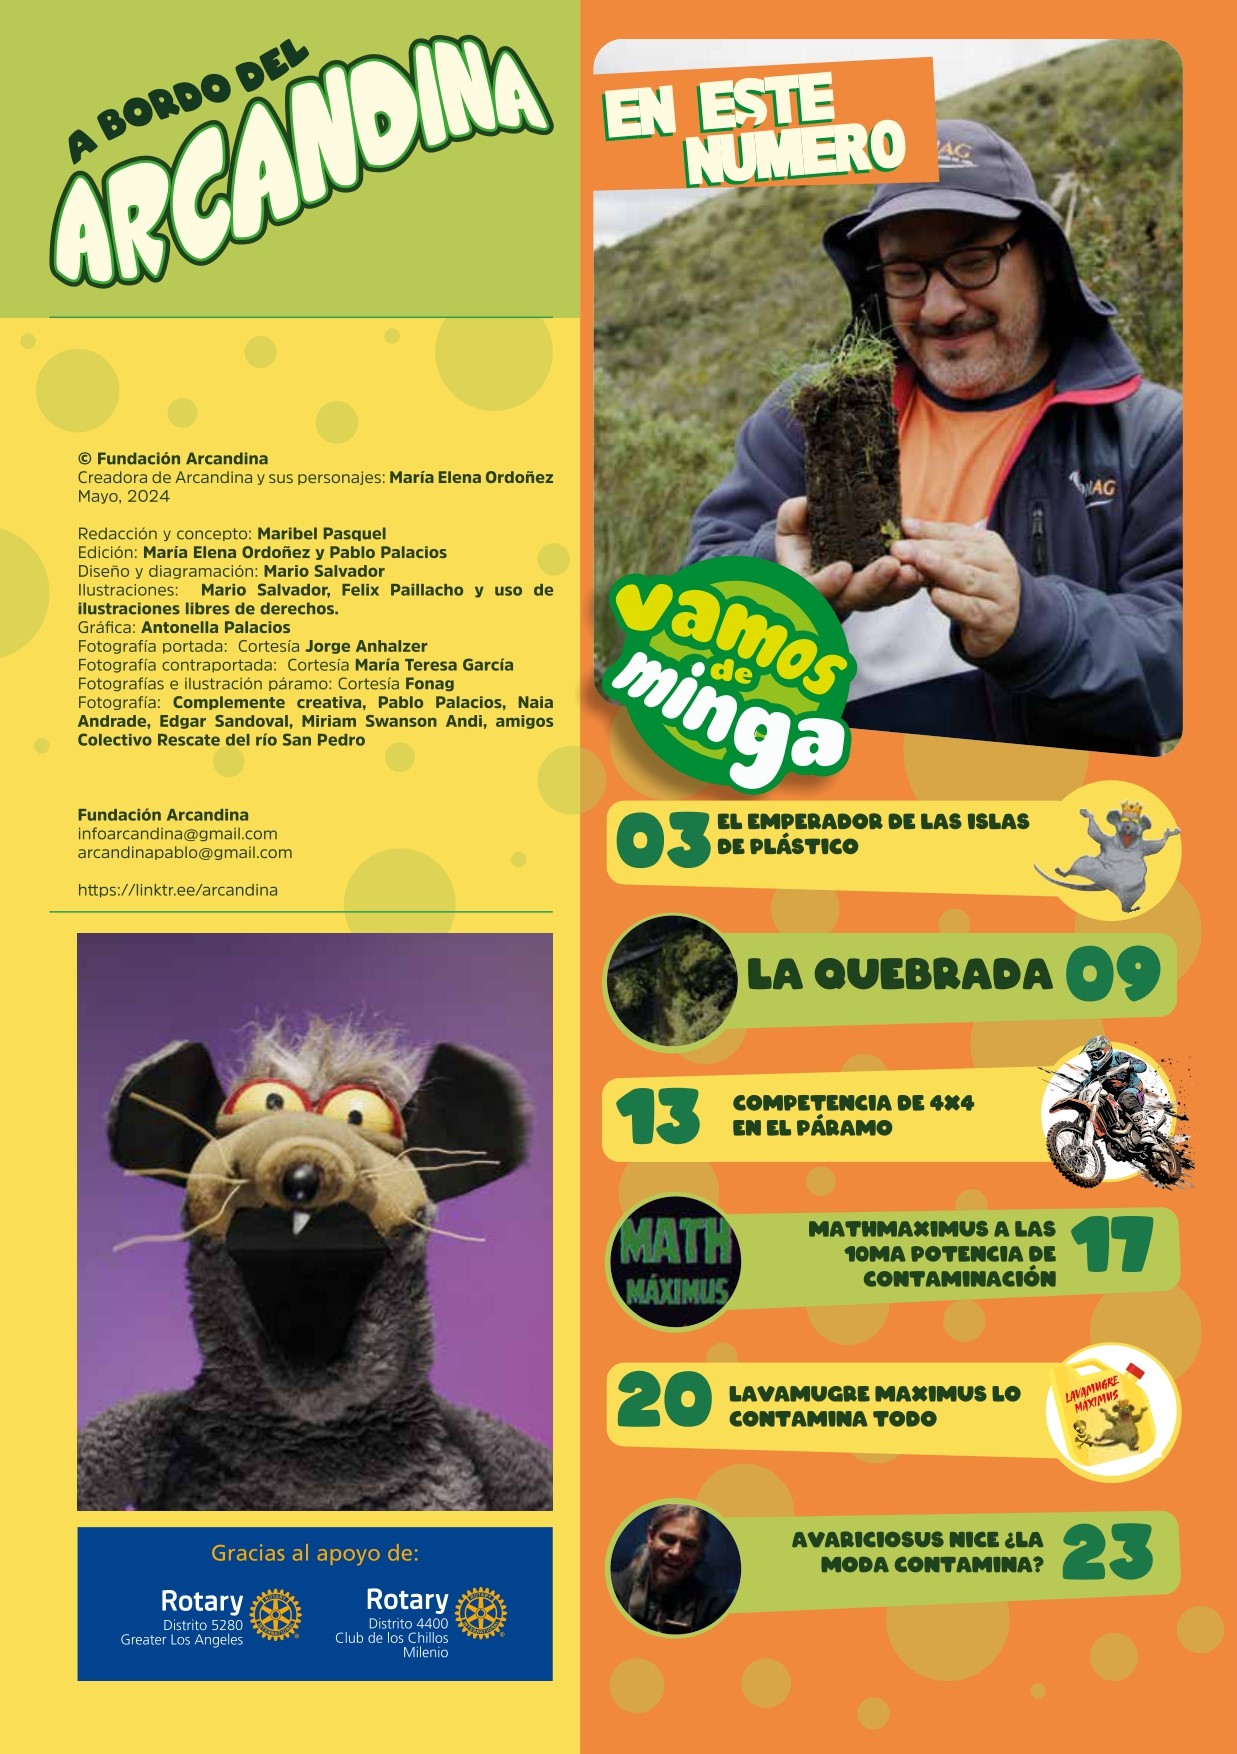 A BORDO DEL
ARCANDINA
© Fundación Arcandina
Creadora de Arcandina y sus personajes: María Elena Ordoñez
Mayo, 2024
Redacción y concepto: Maribel Pasquel
Edición: María Elena Ordoñez y Pablo Palacios
Diseño y diagramación: Mario Salvador
Ilustraciones: Mario Salvador, Felix Paillacho y uso de
ilustraciones libres de derechos.
Gráfica: Antonella Palacios
Fotografía portada: Cortesía Jorge Anhalzer
Fotografía contraportada: Cortesía María Teresa García
Fotografías e ilustración páramo: Cortesía Fonag
Fotografía: Complemente creativa, Pablo Palacios, Naia
Andrade, Edgar Sandoval, Miriam Swanson Andi, amigos
Colectivo Rescate del río San Pedro
Fundación Arcandina
infoarcandina@gmail.com
arcandinapablo@gmail.com
https://linktr.ee/arcandina
Gracias al apoyo de:
Rotary
Distrito 5280
Greater Los Angeles
Rotary
Distrito 4400
Club de los Chillos
Milenio
EN ESTE
NÚMERO
vamos
de
minga
03 EL EMPERADOR DE LAS ISLAS
DE PLÁSTICO
LA QUEBRADA 09
13 COMPETENCIA DE 4X4
EN EL PÁRAMO
MATH
MÁXIMUS
MATHMAXIMUS A LAS
10MA POTENCIA DE
CONTAMINACIÓN
17
20 LAVAMUGRE MAXIMUS LO
CONTAMINA TODO
LAVAMUGRE
MAXIMUS
AVARICIOSUS NICE ¿LA
MODA CONTAMINA?
23